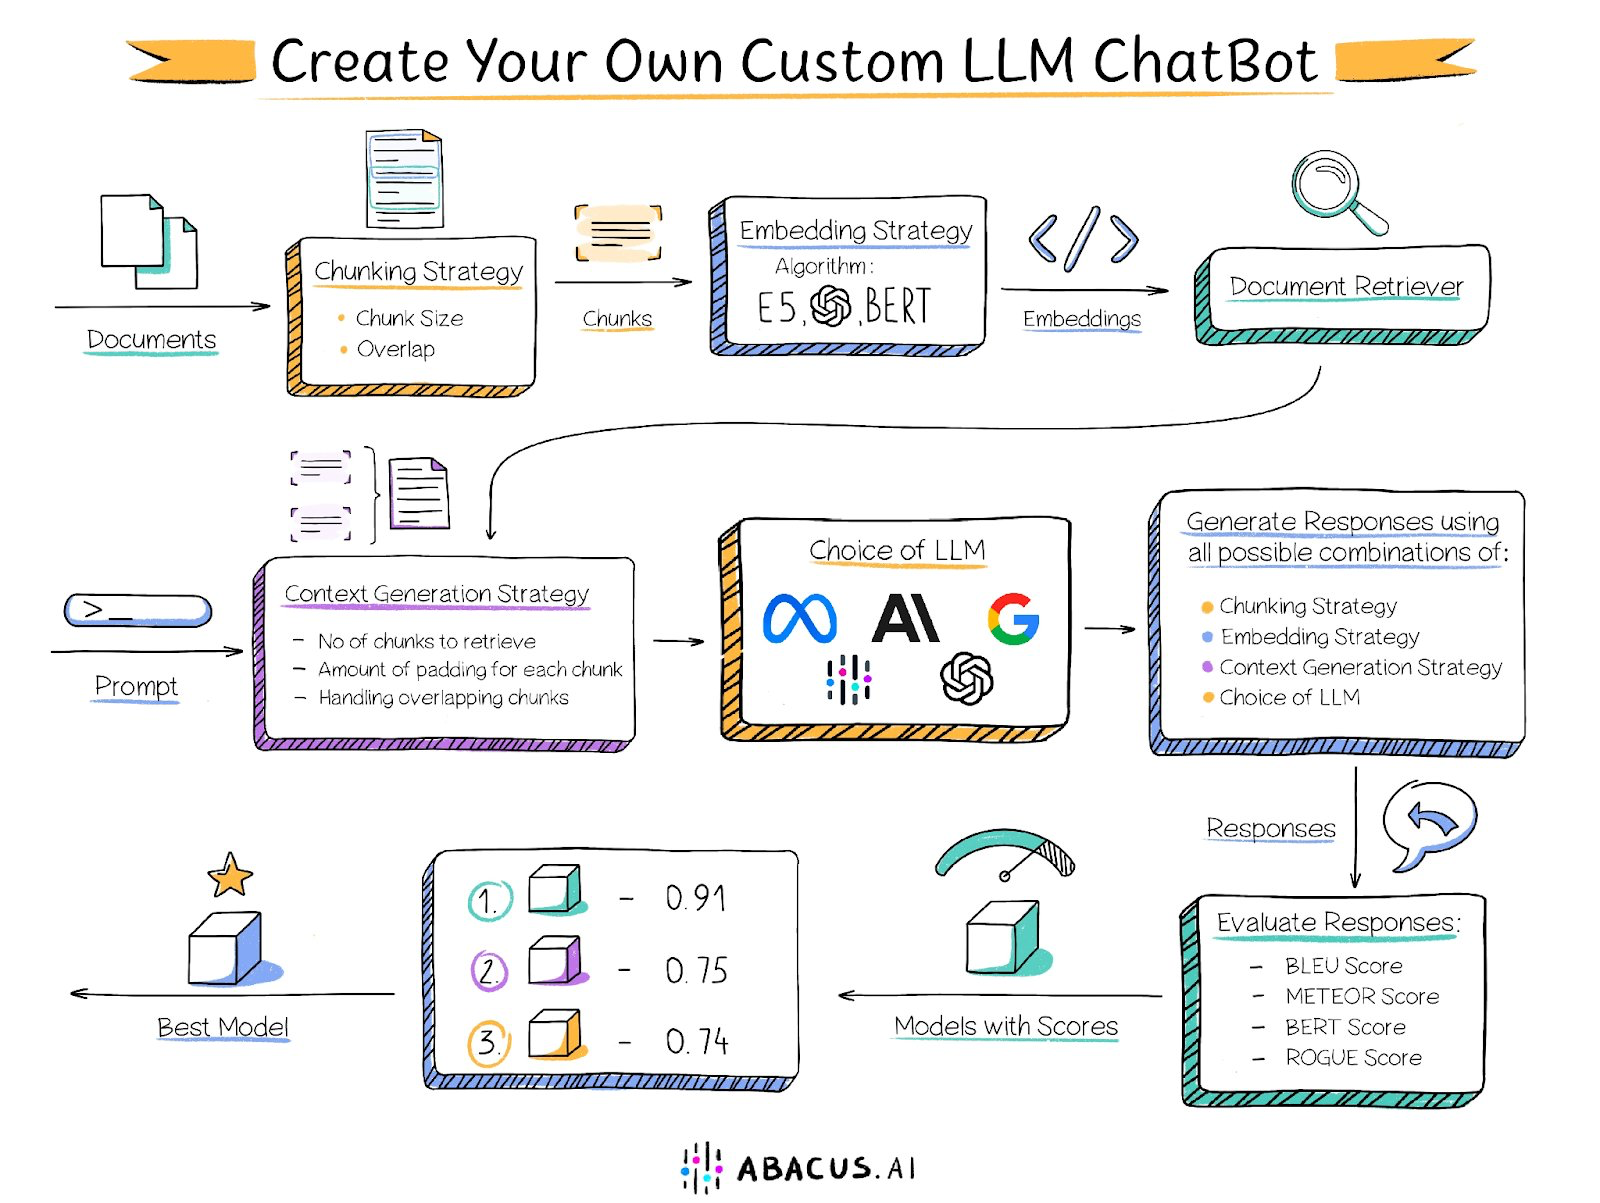 Create Your Own Custom LLM ChatBot
Documents
Chunking Strategy
• Chunk Size
• Overlap
Chunks
Embedding Strategy
Algorithm:
E5, , BERT
</>
Embeddings
Document Retriever
>_
Prompt
Context Generation Strategy
– No of chunks to retrieve
– Amount of padding for each chunk
– Handling overlapping chunks
Choice of LLM
Generate Responses using
all possible combinations of:
• Chunking Strategy
• Embedding Strategy
• Context Generation Strategy
• Choice of LLM
Responses
Evaluate Responses:
– BLEU Score
– METEOR Score
– BERT Score
– ROGUE Score
Models with Scores
1. – 0.91
2. – 0.75
3. – 0.74
Best Model
ABACUS.AI